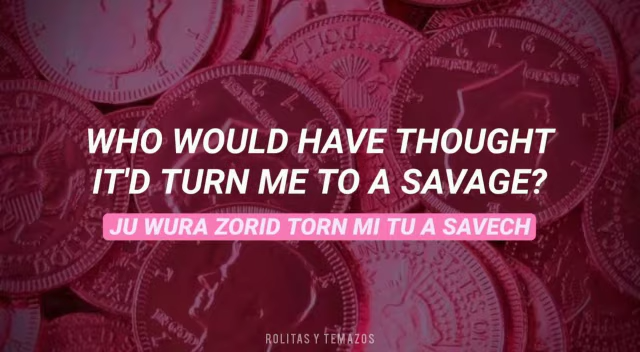 WHO WOULD HAVE THOUGHT
IT'D TURN ME TO A SAVAGE?
JU WURA ZORID TORN MI TU A SAVECH
ROLITAS Y TEMAZOS